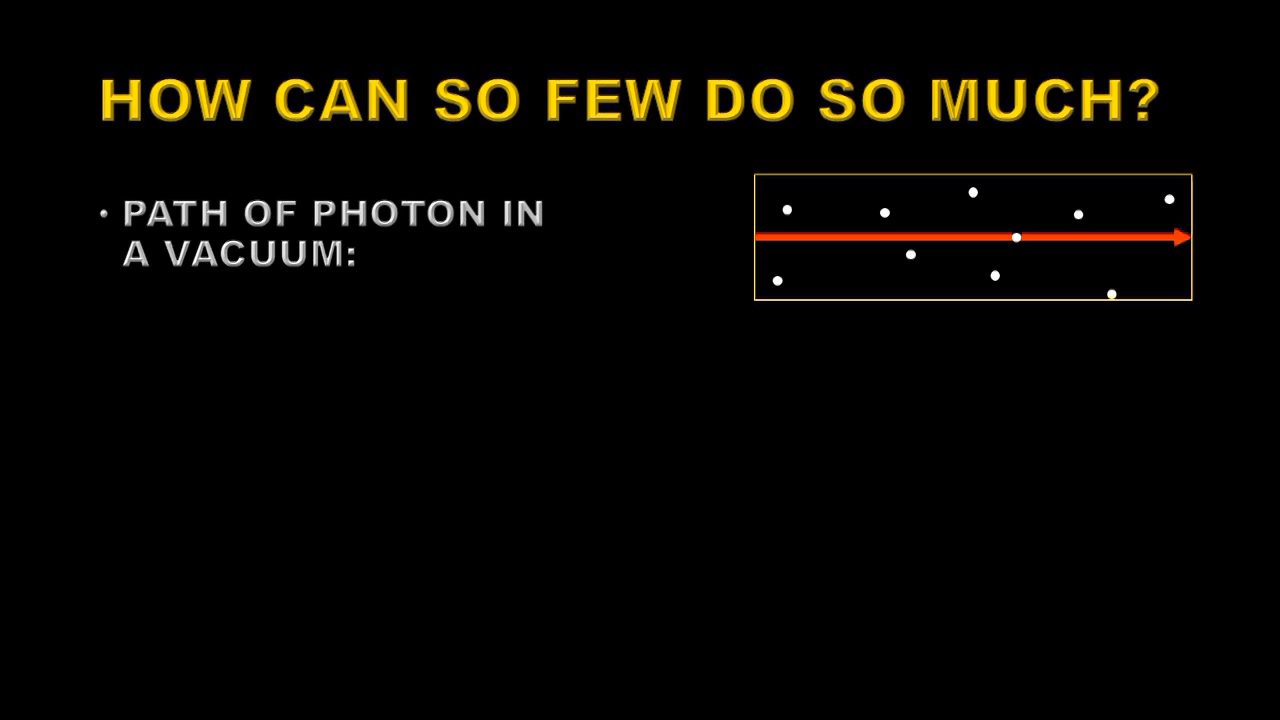 HOW CAN SO FEW DO SO MUCH?
• PATH OF PHOTON IN
A VACUUM: